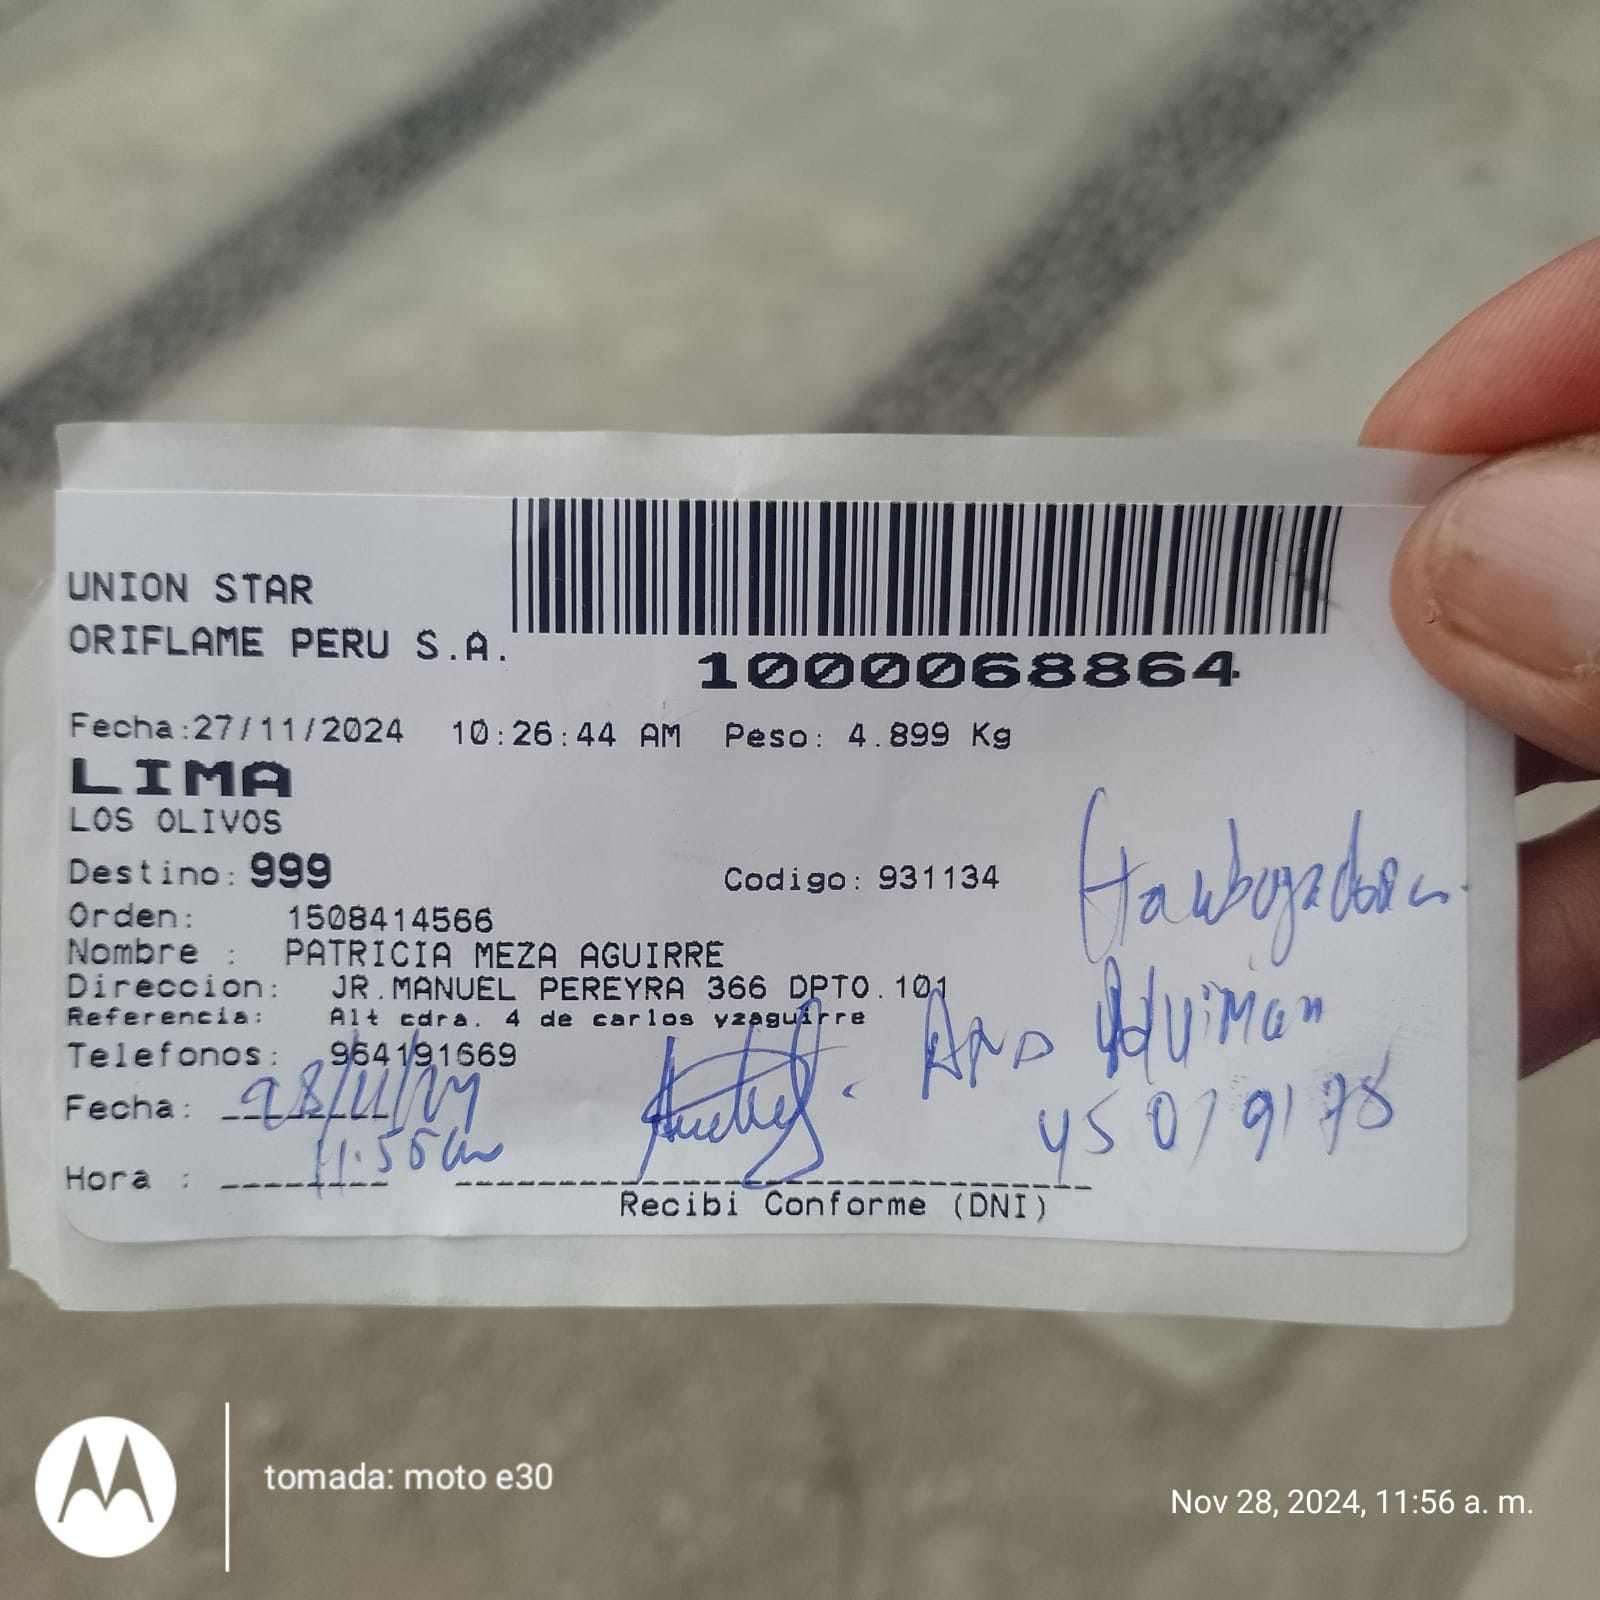 UNION STAR
ORIFLAME PERU S.A.
1000068864
Fecha:27/11/2024 10:26:44 AM Peso: 4.899 Kg
LIMA
LOS OLIVOS
Destino: 999 Codigo: 931134
Orden: 1508414566
Nombre : PATRICIA MEZA AGUIRRE
Direccion: JR.MANUEL PEREYRA 366 DPTO.101
Referencia: Alt cdra. 4 de carlos yzaguirre
Telefonos: 964191669
Fecha: 28/11/24
11:55am
45079178
Hora :
Recibi Conforme (DNI)
tomada: moto e30
Nov 28, 2024, 11:56 a. m.